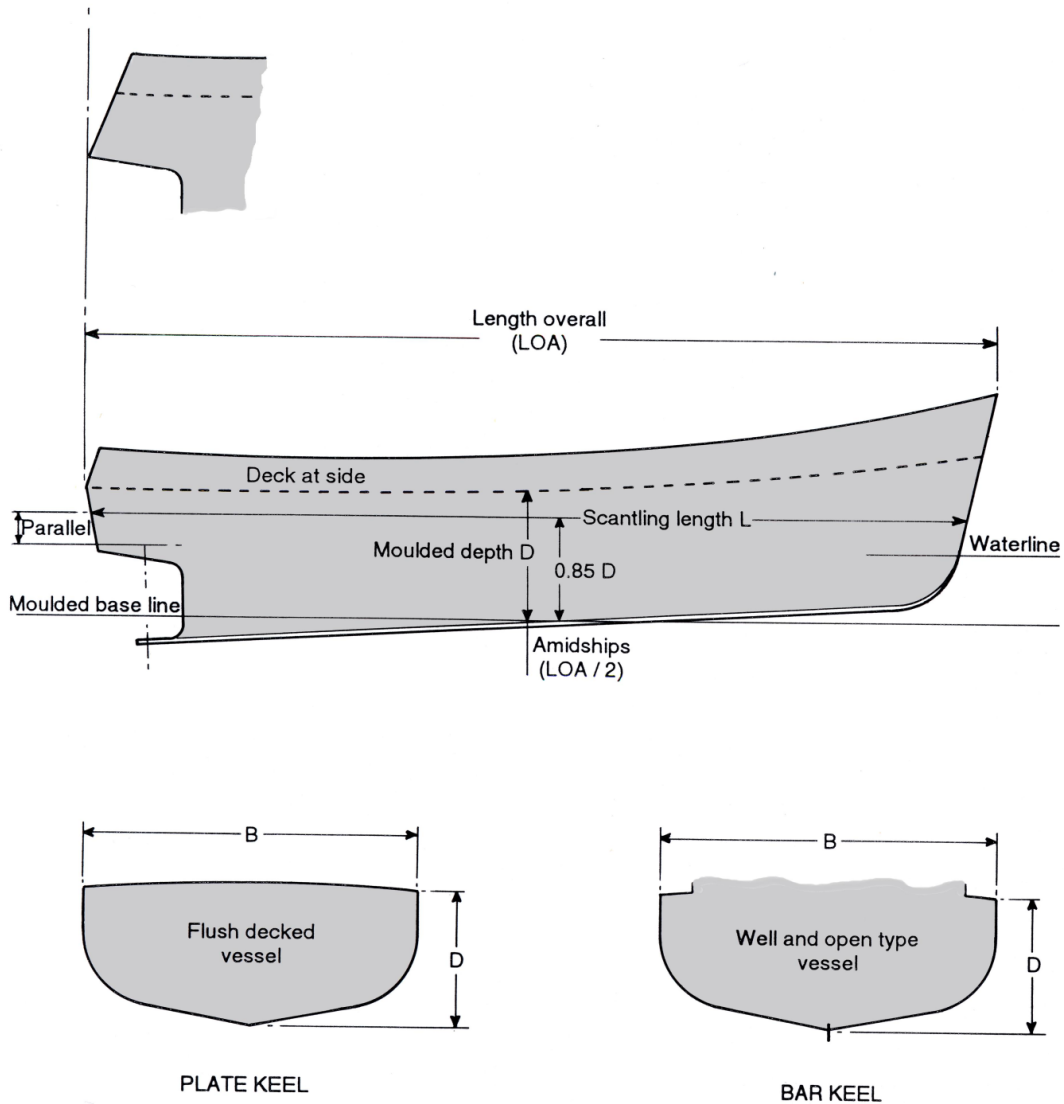 Length overall
(LOA)
Deck at side
Parallel
Scantling length L
Moulded depth D
0.85 D
Waterline
Moulded base line
Amidships
(LOA / 2)
B
B
Flush decked
vessel
D
Well and open type
vessel
D
PLATE KEEL
BAR KEEL